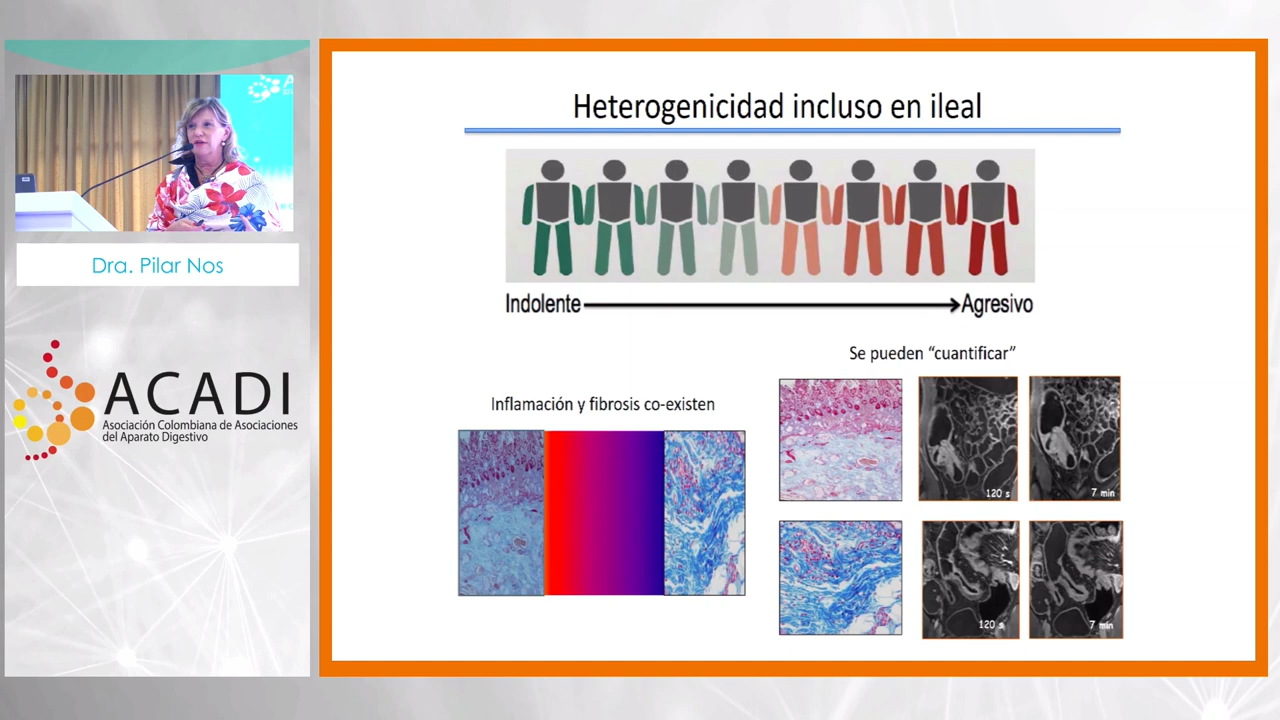 Dra. Pilar Nos
ACADI
Asociación Colombiana de Asociaciones
del Aparato Digestivo
Heterogenicidad incluso en ileal
Indolente
Agresivo
Se pueden “cuantificar”
Inflamación y fibrosis co-existen
120 s
7 min
120 s
7 min